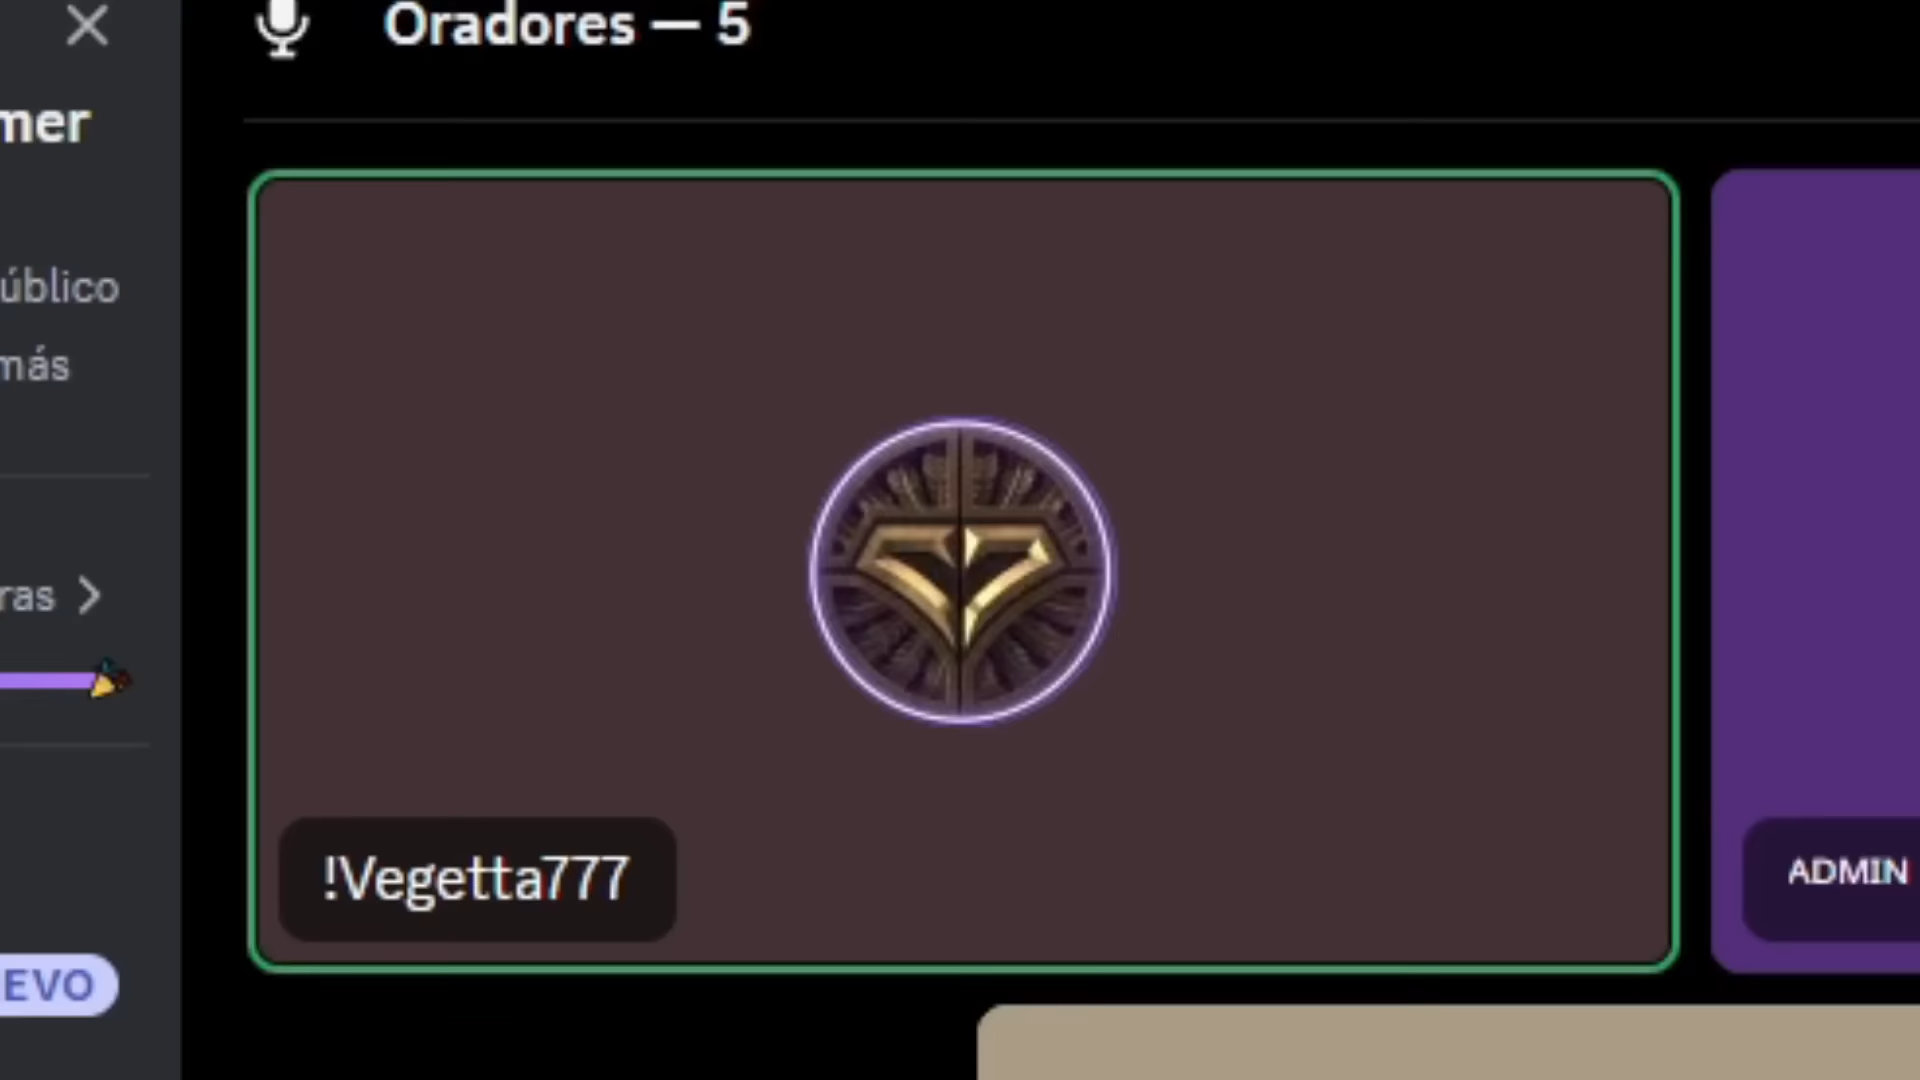 Oradores — 5
mer
úblico
más
ras
EVO
!Vegetta777
ADMIN